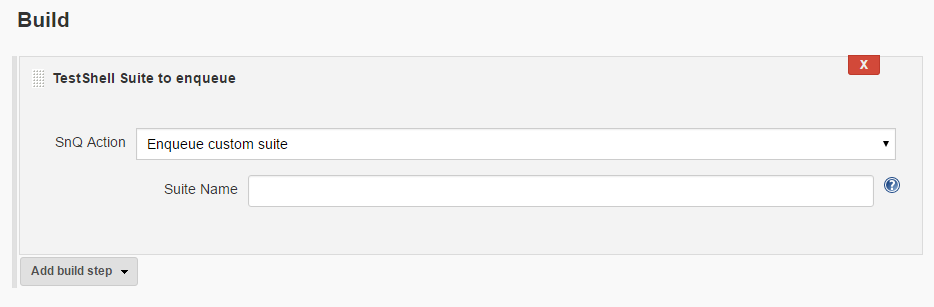 Build
TestShell Suite to enqueue
X
SnQ Action
Enqueue custom suite
Suite Name
?
Add build step